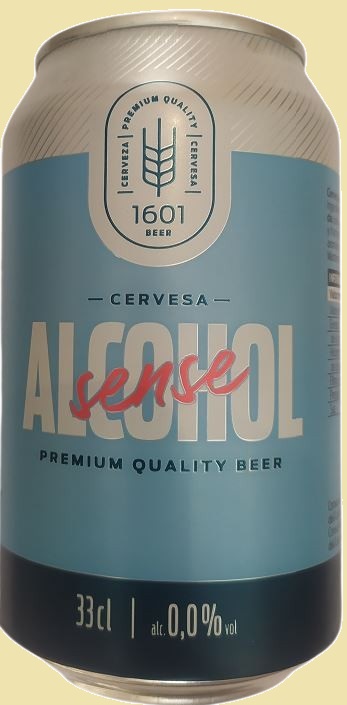 PREMIUM QUALITY
CERVEZA
CERVESA
1601
BEER
— CERVESA —
ALCOHOL
sense
PREMIUM QUALITY BEER
33cl | alc. 0,0% vol